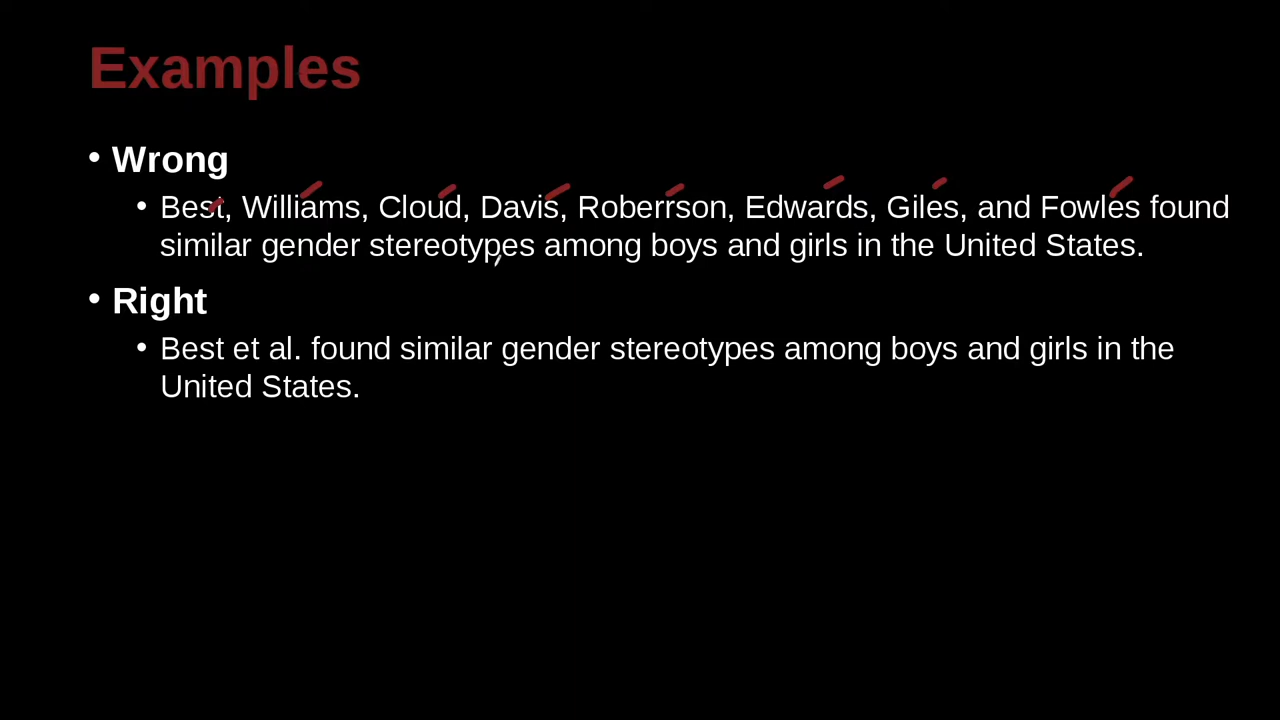 Examples
• Wrong
• Best, Williams, Cloud, Davis, Roberrson, Edwards, Giles, and Fowles found
similar gender stereotypes among boys and girls in the United States.
• Right
• Best et al. found similar gender stereotypes among boys and girls in the
United States.